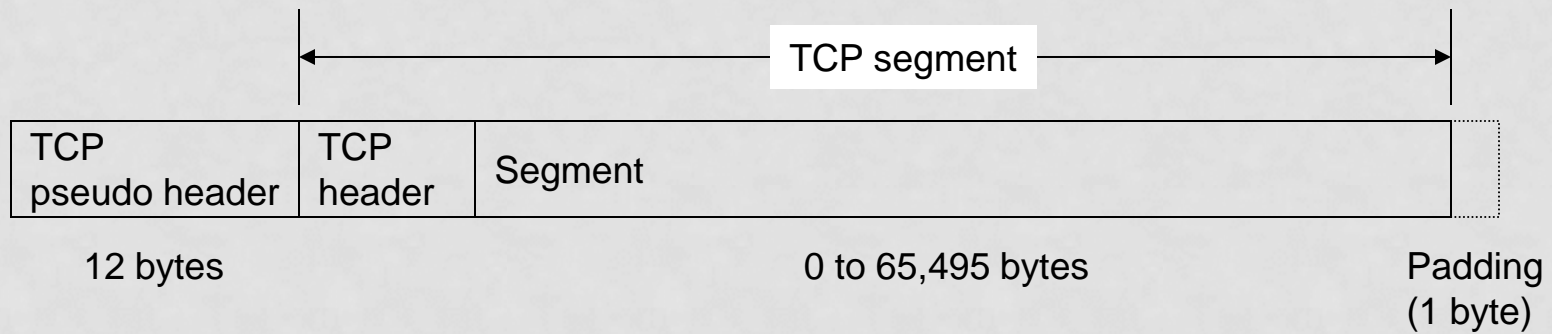 TCP segment
TCP
pseudo header
TCP
header
Segment
12 bytes
0 to 65,495 bytes
Padding
(1 byte)